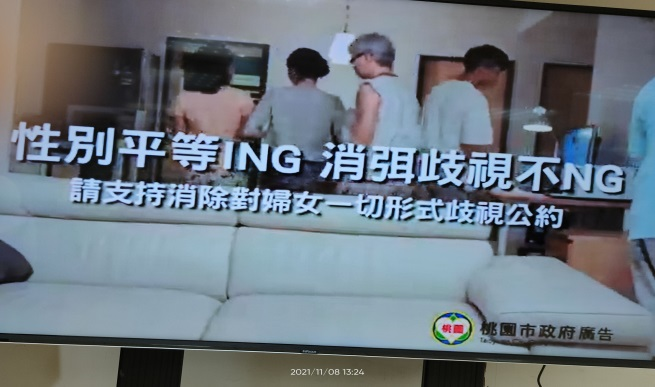 性別平等ING 消弭歧視不NG
請支持消除對婦女一切形式歧視公約
桃園 桃園市政府廣告
2021/11/08 13:24